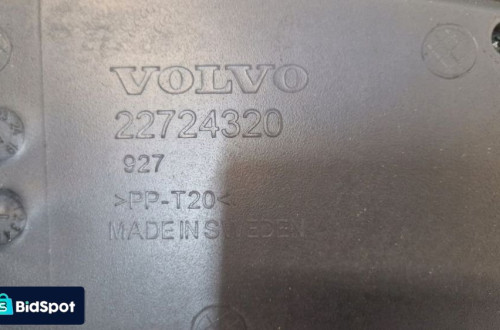 VOLVO
22724320
927
>PP-T20<
MADE IN SWEDEN
BidSpot